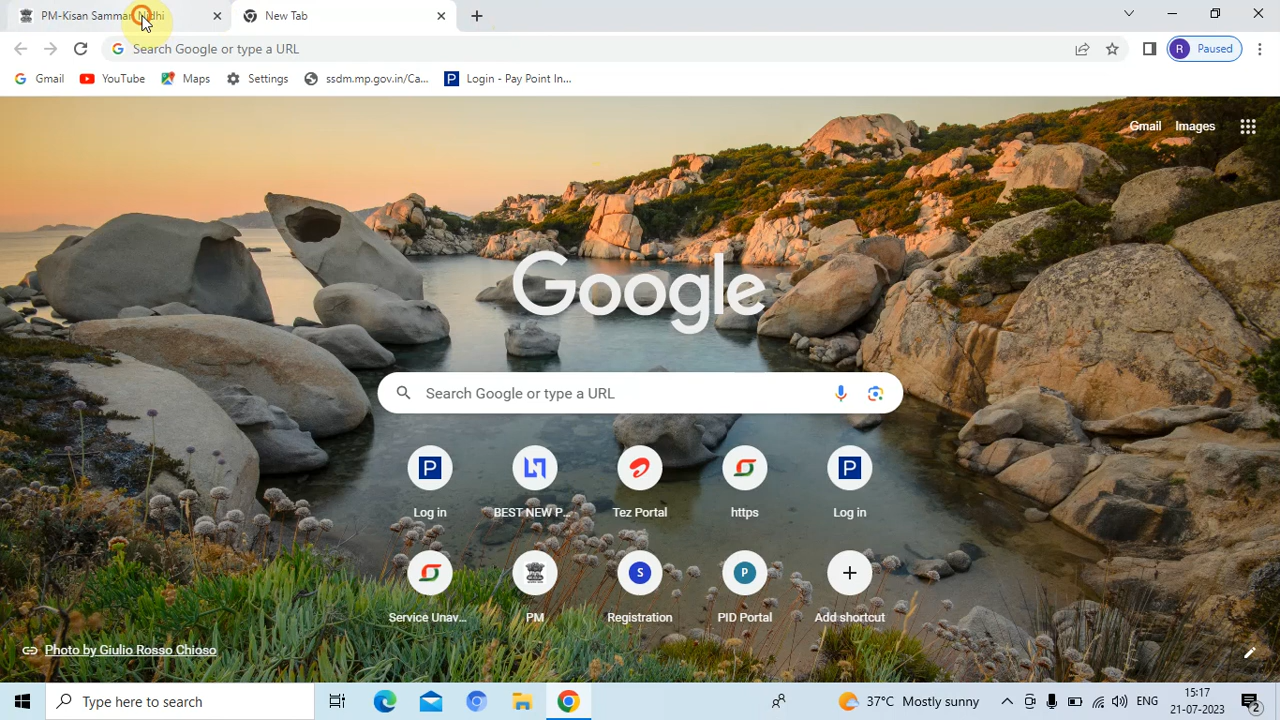 PM-Kisan Samman Nidhi
New Tab
Search Google or type a URL
Paused
R
Gmail
YouTube
Maps
Settings
ssdm.mp.gov.in/Ca...
P
Login - Pay Point In...
Gmail
Images
Google
Search Google or type a URL
P
Log in
BEST NEW P...
Tez Portal
https
P
Log in
Service Unav...
PM
S
Registration
P
PID Portal
Add shortcut
Photo by Giulio Rosso Chioso
Type here to search
37°C Mostly sunny
ENG
15:17
21-07-2023
2